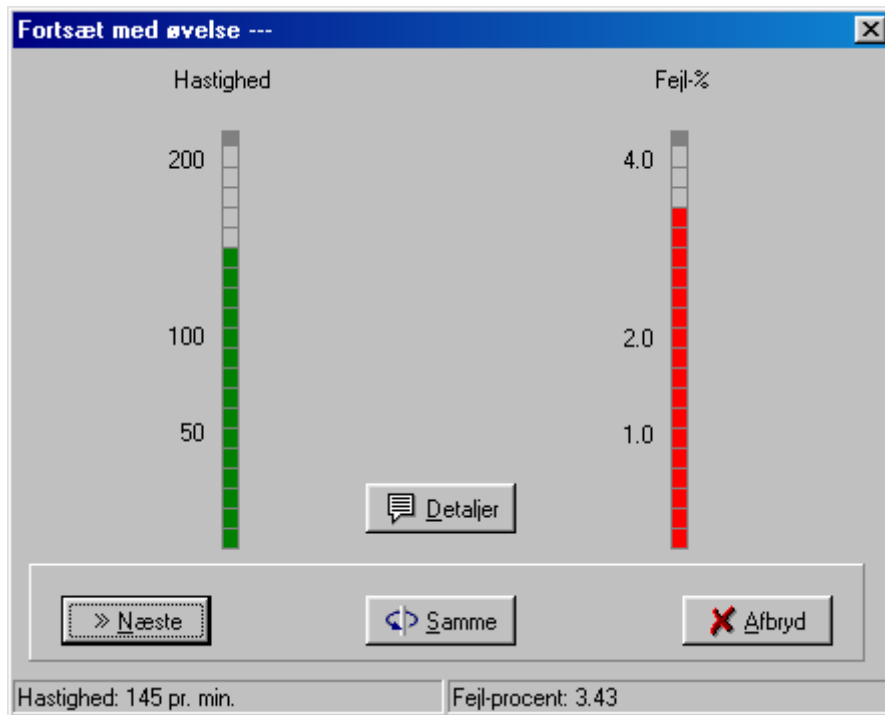 Fortsæt med øvelse ---
Hastighed
Fejl-%
200
4.0
100
2.0
50
1.0
Detaljer
Næste
Samme
Afbryd
Hastighed: 145 pr. min.
Fejl-procent: 3.43